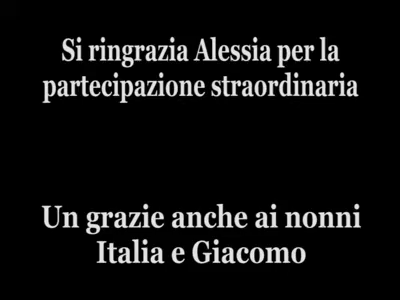 Si ringrazia Alessia per la
partecipazione straordinaria
Un grazie anche ai nonni
Italia e Giacomo